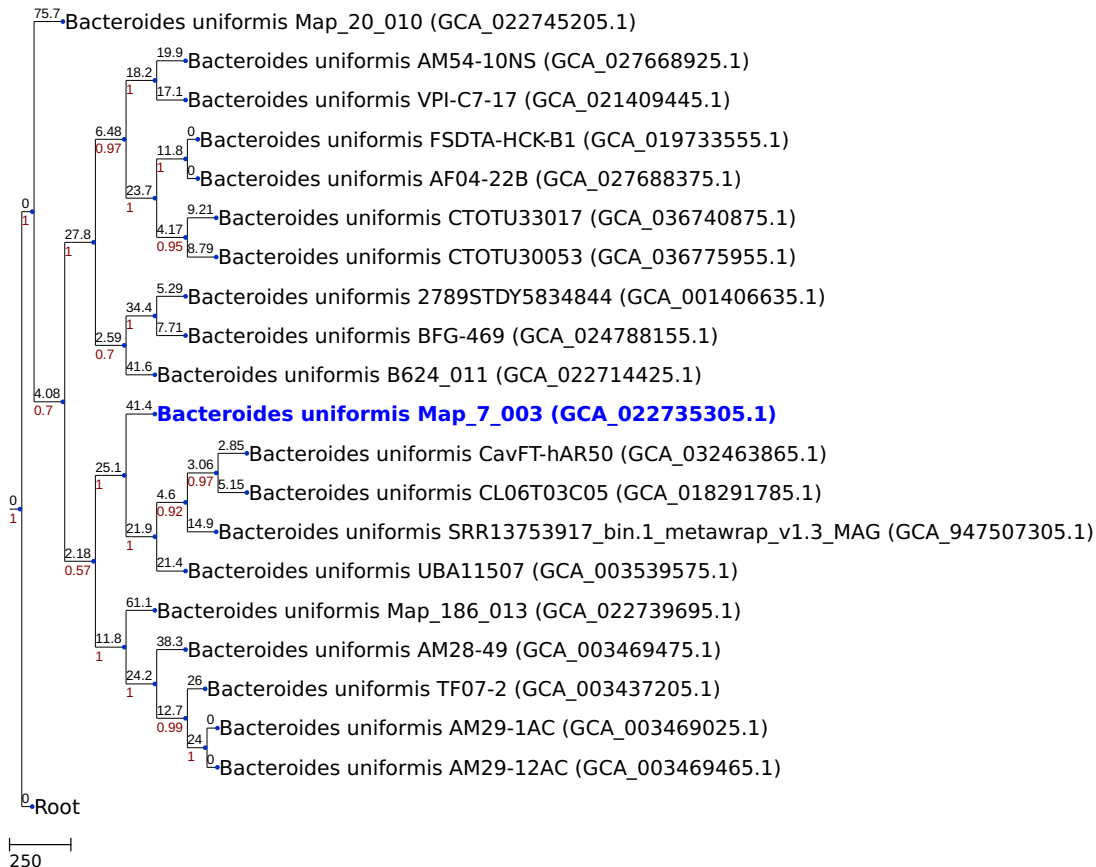 75.7 Bacteroides uniformis Map_20_010 (GCA_022745205.1)
19.9 Bacteroides uniformis AM54-10NS (GCA_027668925.1)
18.2
1
17.1 Bacteroides uniformis VPI-C7-17 (GCA_021409445.1)
6.48
0.97
0 Bacteroides uniformis FSDTA-HCK-B1 (GCA_019733555.1)
11.8
1
0 Bacteroides uniformis AF04-22B (GCA_027688375.1)
23.7
1
0
1
9.21 Bacteroides uniformis CTOTU33017 (GCA_036740875.1)
4.17
0.95
27.8
1
8.79 Bacteroides uniformis CTOTU30053 (GCA_036775955.1)
5.29 Bacteroides uniformis 2789STDY5834844 (GCA_001406635.1)
34.4
1
7.71 Bacteroides uniformis BFG-469 (GCA_024788155.1)
2.59
0.7
41.6 Bacteroides uniformis B624_011 (GCA_022714425.1)
4.08
0.7
41.4 Bacteroides uniformis Map_7_003 (GCA_022735305.1)
2.85 Bacteroides uniformis CavFT-hAR50 (GCA_032463865.1)
25.1
1
3.06
0.97
5.15 Bacteroides uniformis CL06T03C05 (GCA_018291785.1)
4.6
0.92
0
1
14.9 Bacteroides uniformis SRR13753917_bin.1_metawrap_v1.3_MAG (GCA_947507305.1)
21.9
1
2.18
0.57
21.4 Bacteroides uniformis UBA11507 (GCA_003539575.1)
61.1 Bacteroides uniformis Map_186_013 (GCA_022739695.1)
11.8
1
38.3 Bacteroides uniformis AM28-49 (GCA_003469475.1)
24.2
1
26 Bacteroides uniformis TF07-2 (GCA_003437205.1)
12.7
0.99
0 Bacteroides uniformis AM29-1AC (GCA_003469025.1)
24
1
0 Bacteroides uniformis AM29-12AC (GCA_003469465.1)
0 Root
250